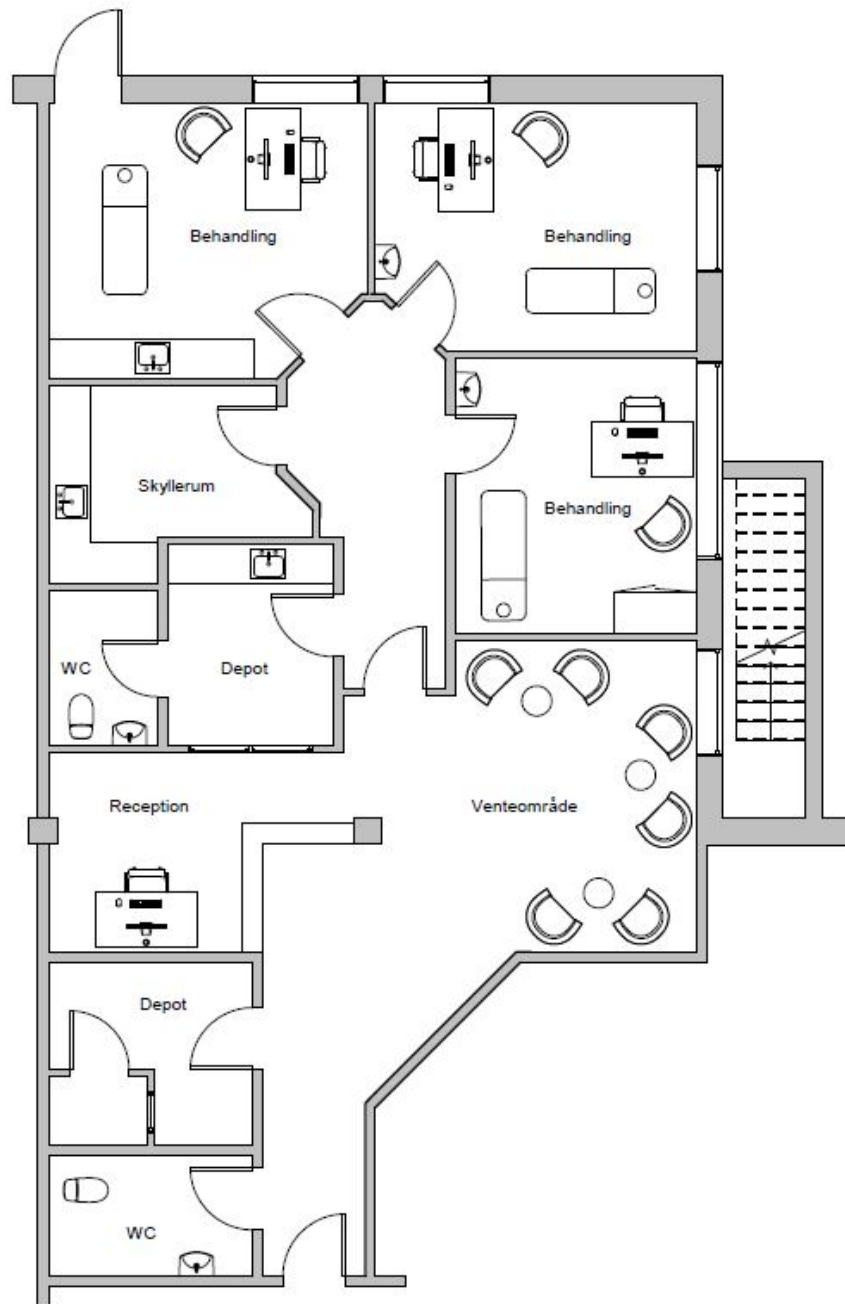 Behandling
Behandling
Skyllerum
Behandling
WC
Depot
Reception
Venteområde
Depot
WC